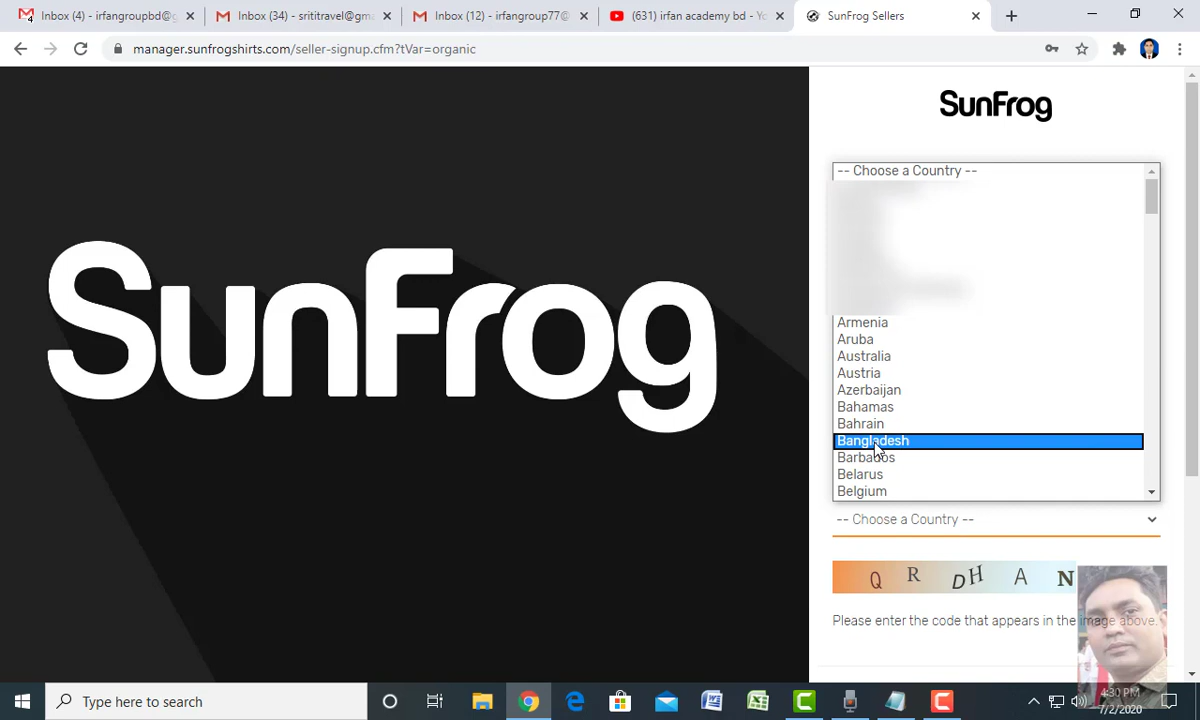 Inbox (4) - irfangroupbd@g
Inbox (34) - srititravel@gma
Inbox (12) - irfangroup77@
(631) irfan academy bd - Yo
SunFrog Sellers
manager.sunfrogshirts.com/seller-signup.cfm?tVar=organic
SunFrog
SunFrog
-- Choose a Country --
Armenia
Aruba
Australia
Austria
Azerbaijan
Bahamas
Bahrain
Bangladesh
Barbados
Belarus
Belgium
-- Choose a Country --
Q R D H A N
Please enter the code that appears in the image above.
Type here to search
4:30 PM
7/2/2020